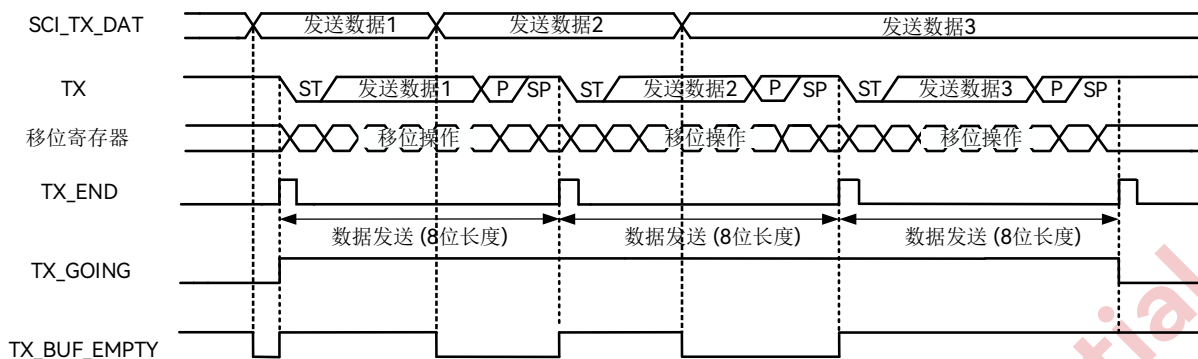 SCI_TX_DAT 发送数据1 发送数据2 发送数据3
TX ST 发送数据1 P SP ST 发送数据2 P SP ST 发送数据3 P SP
移位寄存器 移位操作 移位操作 移位操作
TX_END
数据发送 (8位长度) 数据发送 (8位长度) 数据发送 (8位长度)
TX_GOING
TX_BUF_EMPTY
tial